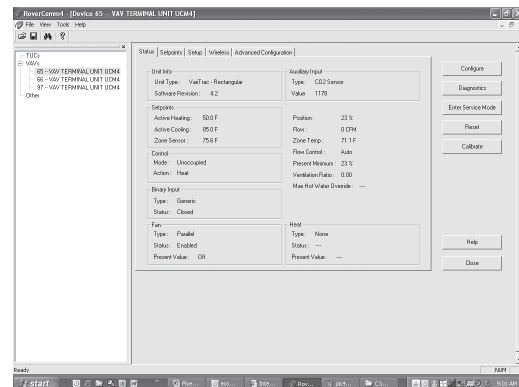 RoverComm4 - [Device 65 -- VAV TERMINAL UNIT UCM4]
File View Tools Help
TUCs
VAVs
65 -- VAV TERMINAL UNIT UCM4
66 -- VAV TERMINAL UNIT UCM4
97 -- VAV TERMINAL UNIT UCM4
Other
Status Setpoints Setup Wireless Advanced Configuration
Unit Info
Unit Type: VariTrac - Rectangular
Software Revision: 4.2
Auxiliary Input
Type: CO2 Sensor
Value 1178
Setpoints
Active Heating: 50.0 F
Active Cooling: 85.0 F
Zone Sensor: 75.6 F
Position: 23 %
Flow: 0 CFM
Zone Temp: 71.1 F
Flow Control: Auto
Present Minimum: 23 %
Ventilation Ratio: 0.00
Max Hot Water Override: ---
Control
Mode: Unoccupied
Action: Heat
Binary Input
Type: Generic
Status: Closed
Fan
Type: Parallel
Status: Enabled
Present Value: Off
Heat
Type: None
Status: ---
Present Value: ---
Configure
Diagnostics
Enter Service Mode
Reset
Calibrate
Help
Close
Ready NUM
start Rov... C:\... 9:01 AM